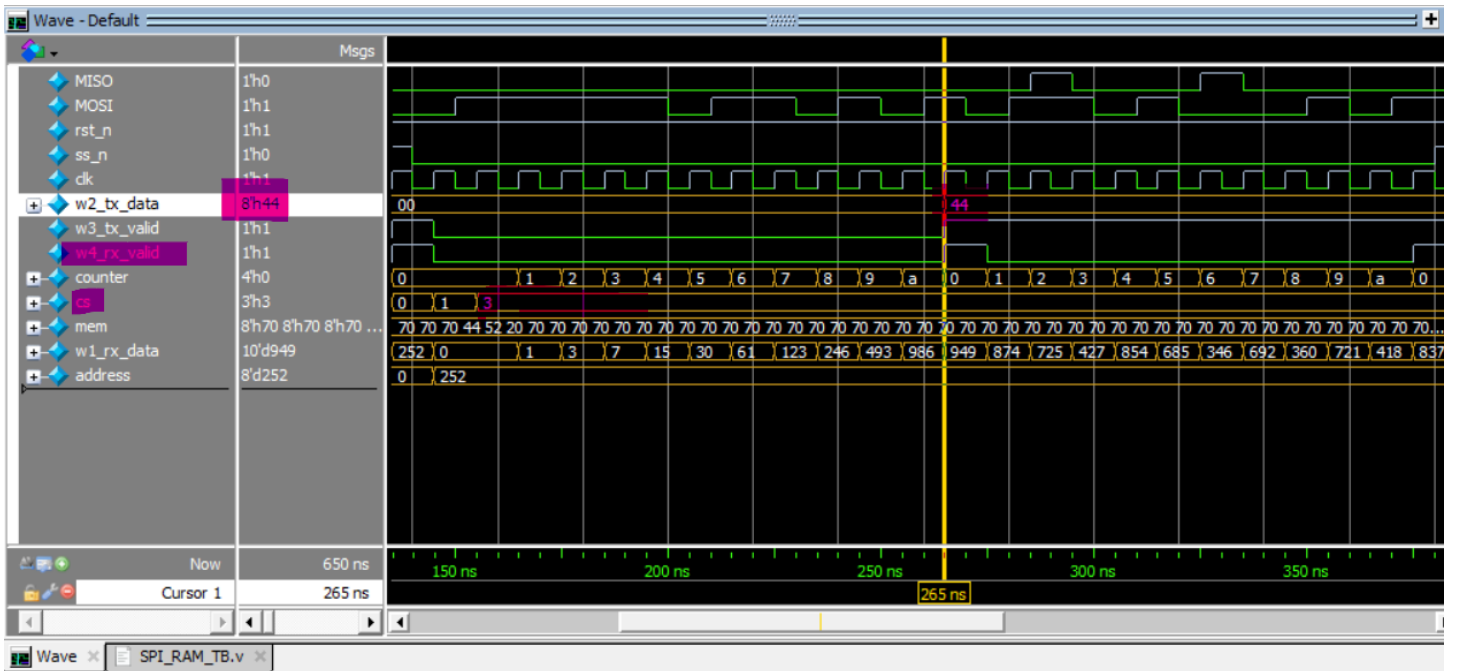 Wave - Default
Msgs
MISO 1'h0
MOSI 1'h1
rst_n 1'h1
ss_n 1'h0
clk 1'h1
w2_tx_data 8'h44 00 44
w3_tx_valid 1'h1
w4_rx_valid 1'h1
counter 4'h0 0 1 2 3 4 5 6 7 8 9 a 0 1 2 3 4 5 6 7 8 9 a 0
cs 3'h3 0 1 3
mem 8'h70 8'h70 8'h70 ... 70 70 70 44 52 20 70 70 70 70 70 70 70 70 70 70 70 70 70 70 70 70 70 70 70 70 70 70 70 70 70 70 70 70 70 70 70 70 70 70 70 70 70 70 70 70 70 70...
w1_rx_data 10'd949 252 0 1 3 7 15 30 61 123 246 493 986 949 874 725 427 854 685 346 692 360 721 418 837
address 8'd252 0 252
Now 650 ns 150 ns 200 ns 250 ns 300 ns 350 ns
Cursor 1 265 ns 265 ns
Wave SPI_RAM_TB.v